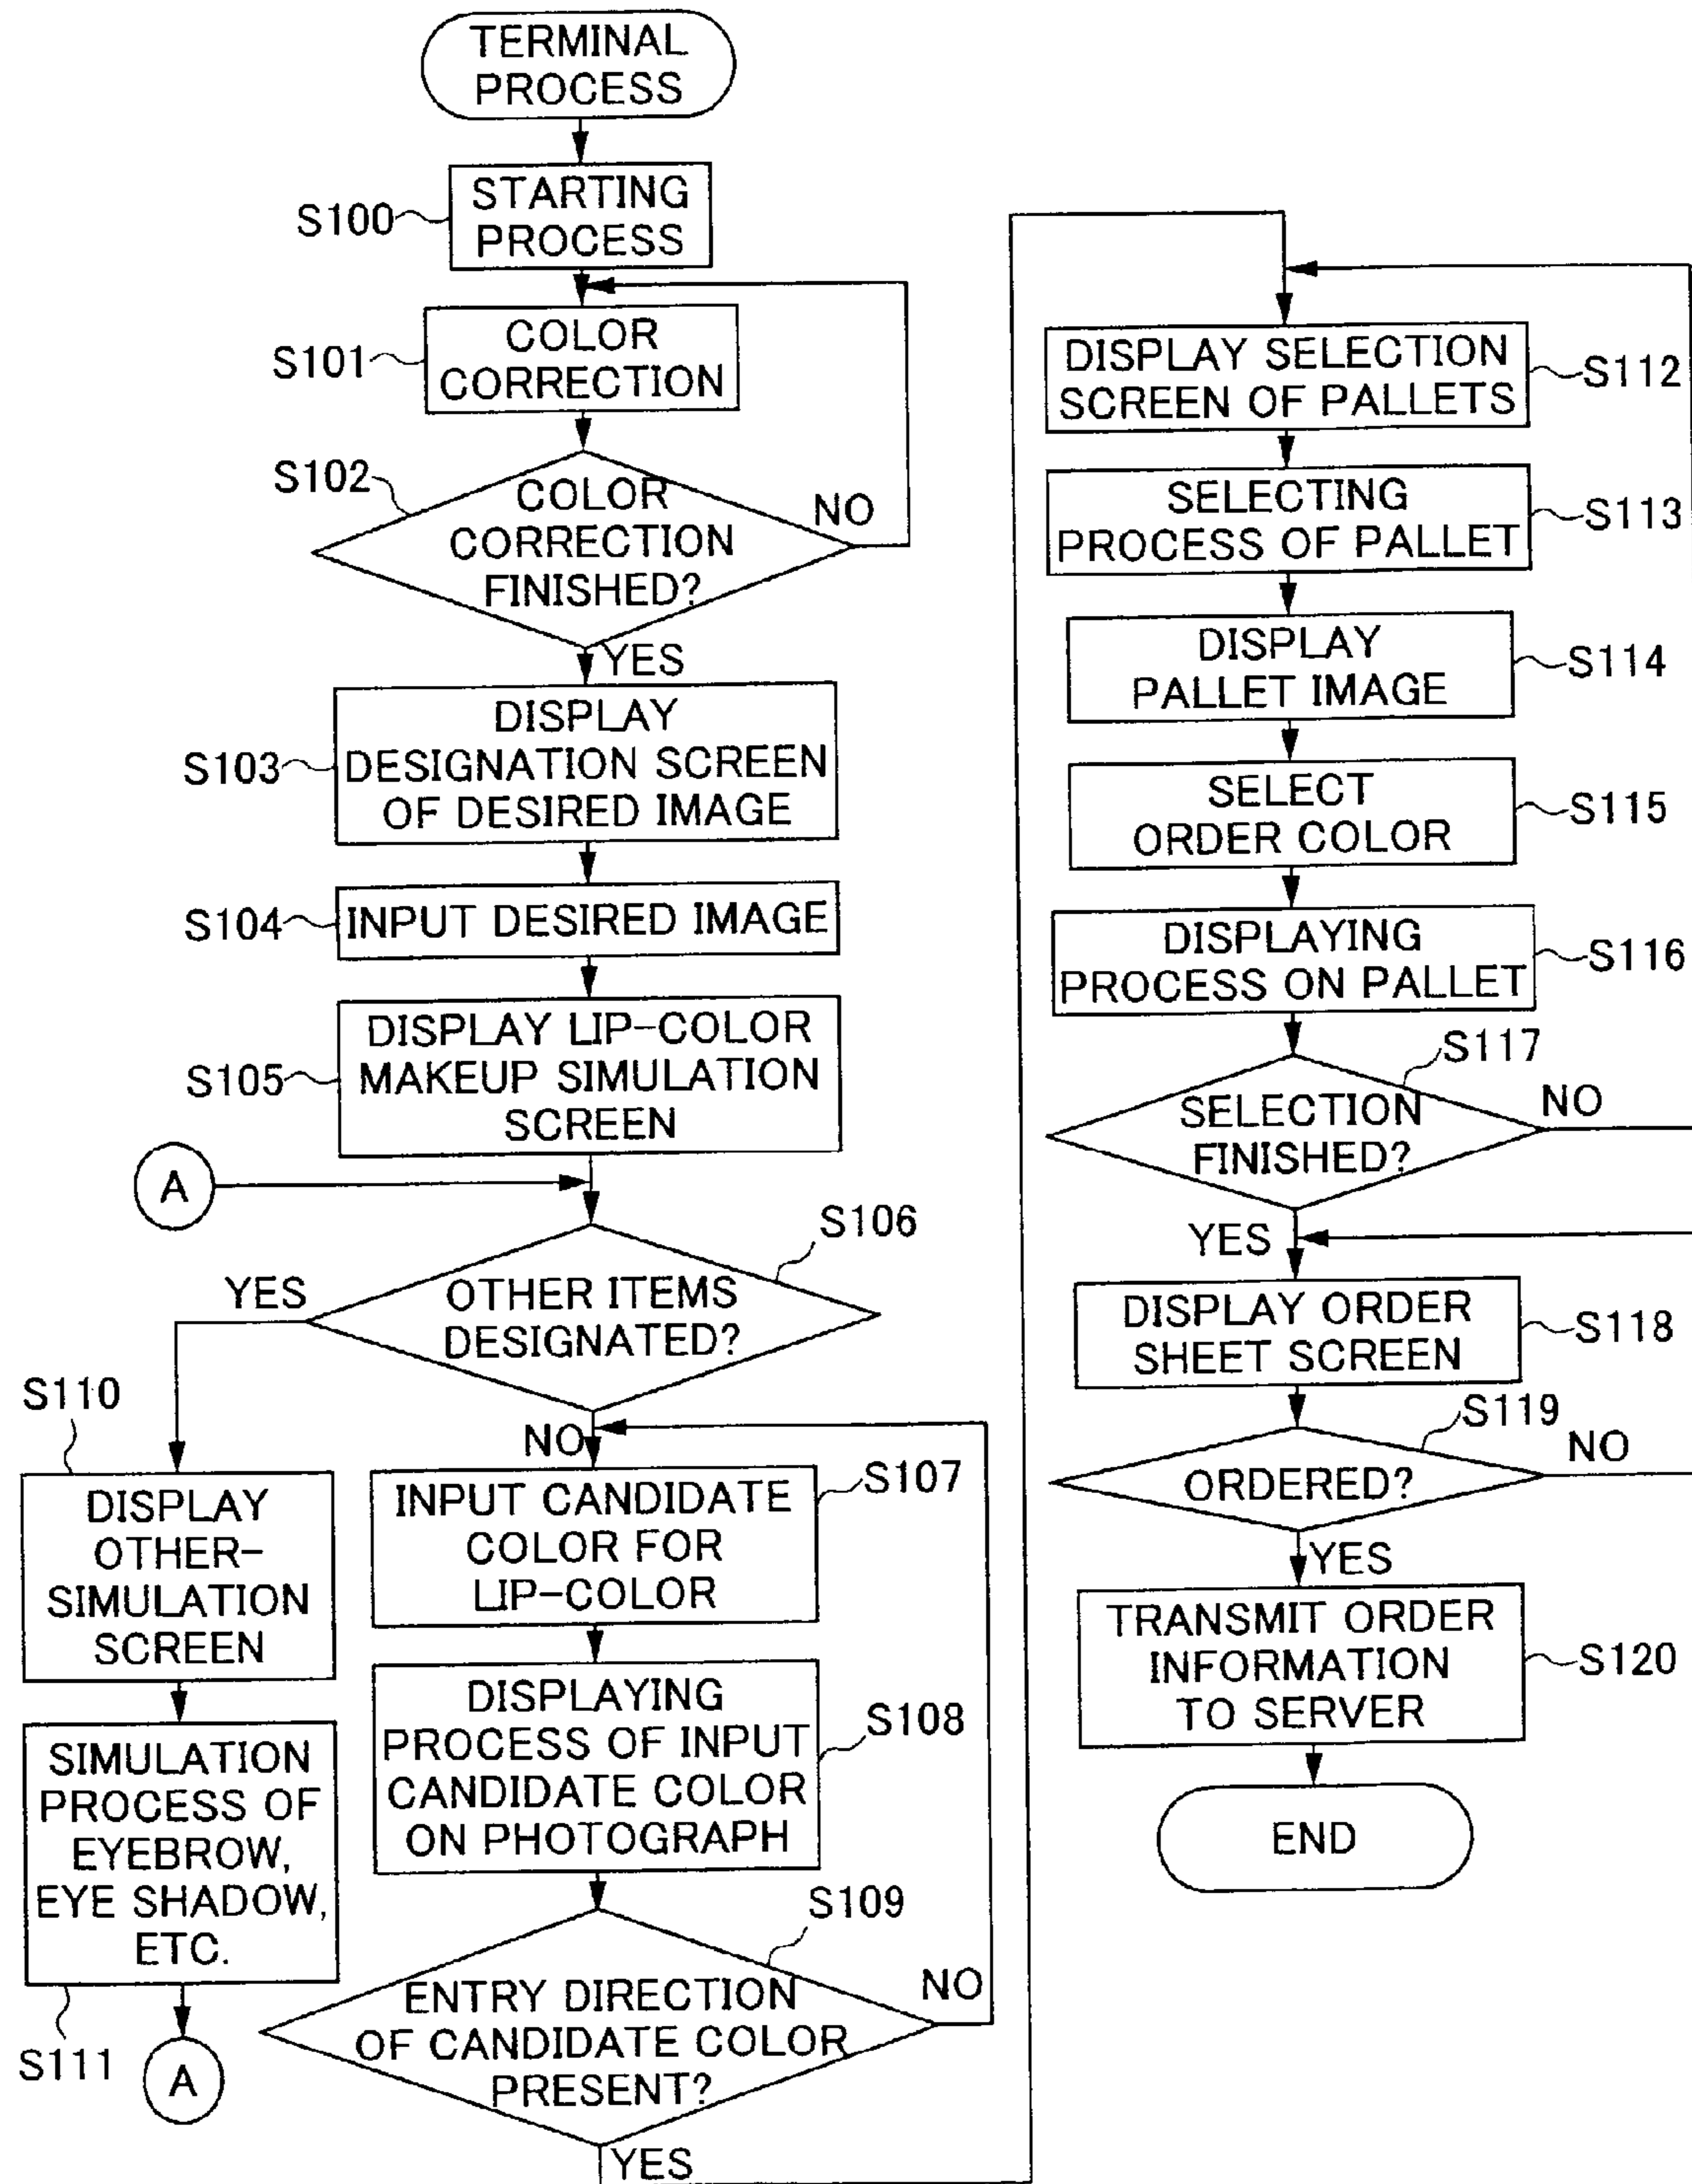 TERMINAL
PROCESS
S100
STARTING
PROCESS
S101
COLOR
CORRECTION
S102
COLOR
CORRECTION
FINISHED?
NO
YES
S103
DISPLAY
DESIGNATION SCREEN
OF DESIRED IMAGE
S104
INPUT DESIRED IMAGE
S105
DISPLAY LIP-COLOR
MAKEUP SIMULATION
SCREEN
A
S106
OTHER ITEMS
DESIGNATED?
YES
NO
S110
DISPLAY
OTHER-
SIMULATION
SCREEN
SIMULATION
PROCESS OF
EYEBROW,
EYE SHADOW,
ETC.
S111
A
S107
INPUT CANDIDATE
COLOR FOR
LIP-COLOR
S108
DISPLAYING
PROCESS OF INPUT
CANDIDATE COLOR
ON PHOTOGRAPH
S109
ENTRY DIRECTION
OF CANDIDATE COLOR
PRESENT?
NO
YES
DISPLAY SELECTION
SCREEN OF PALLETS
S112
SELECTING
PROCESS OF PALLET
S113
DISPLAY
PALLET IMAGE
S114
SELECT
ORDER COLOR
S115
DISPLAYING
PROCESS ON PALLET
S116
S117
SELECTION
FINISHED?
NO
YES
DISPLAY ORDER
SHEET SCREEN
S118
S119
ORDERED?
NO
YES
TRANSMIT ORDER
INFORMATION
TO SERVER
S120
END